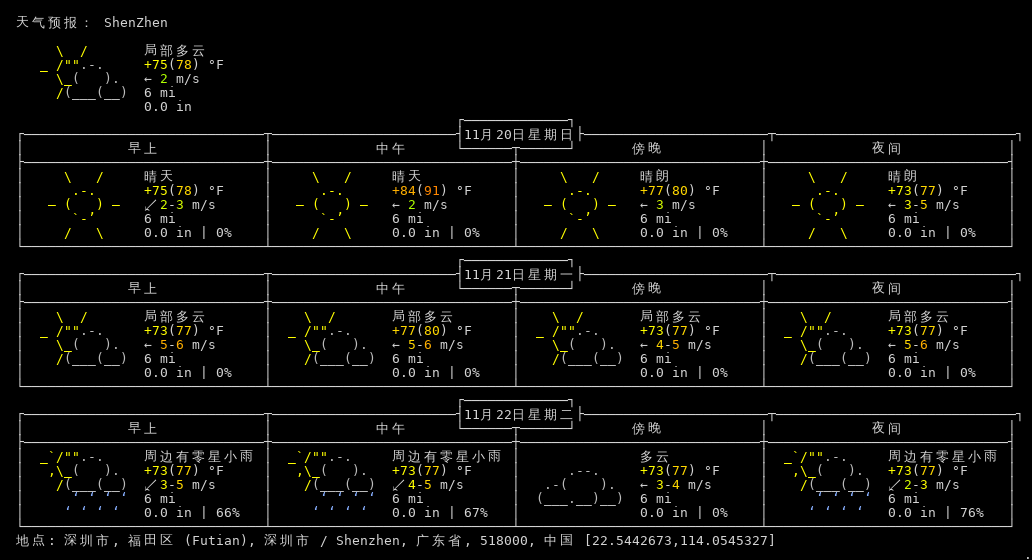 天气预报： ShenZhen
局部多云
+75(78) °F
← 2 m/s
6 mi
0.0 in
11月20日星期日
早上 中午 傍晚 夜间
晴天 晴天 晴朗 晴朗
+75(78) °F +84(91) °F +77(80) °F +73(77) °F
↙ 2-3 m/s ← 2 m/s ← 3 m/s ← 3-5 m/s
6 mi 6 mi 6 mi 6 mi
0.0 in | 0% 0.0 in | 0% 0.0 in | 0% 0.0 in | 0%
11月21日星期一
早上 中午 傍晚 夜间
局部多云 局部多云 局部多云 局部多云
+73(77) °F +77(80) °F +73(77) °F +73(77) °F
← 5-6 m/s ← 5-6 m/s ← 4-5 m/s ← 5-6 m/s
6 mi 6 mi 6 mi 6 mi
0.0 in | 0% 0.0 in | 0% 0.0 in | 0% 0.0 in | 0%
11月22日星期二
早上 中午 傍晚 夜间
周边有零星小雨 周边有零星小雨 多云 周边有零星小雨
+73(77) °F +73(77) °F +73(77) °F +73(77) °F
↙ 3-5 m/s ↙ 4-5 m/s ← 3-4 m/s ↙ 2-3 m/s
6 mi 6 mi 6 mi 6 mi
0.0 in | 66% 0.0 in | 67% 0.0 in | 0% 0.0 in | 76%
地点: 深圳市, 福田区 (Futian), 深圳市 / Shenzhen, 广东省, 518000, 中国 [22.5442673,114.0545327]